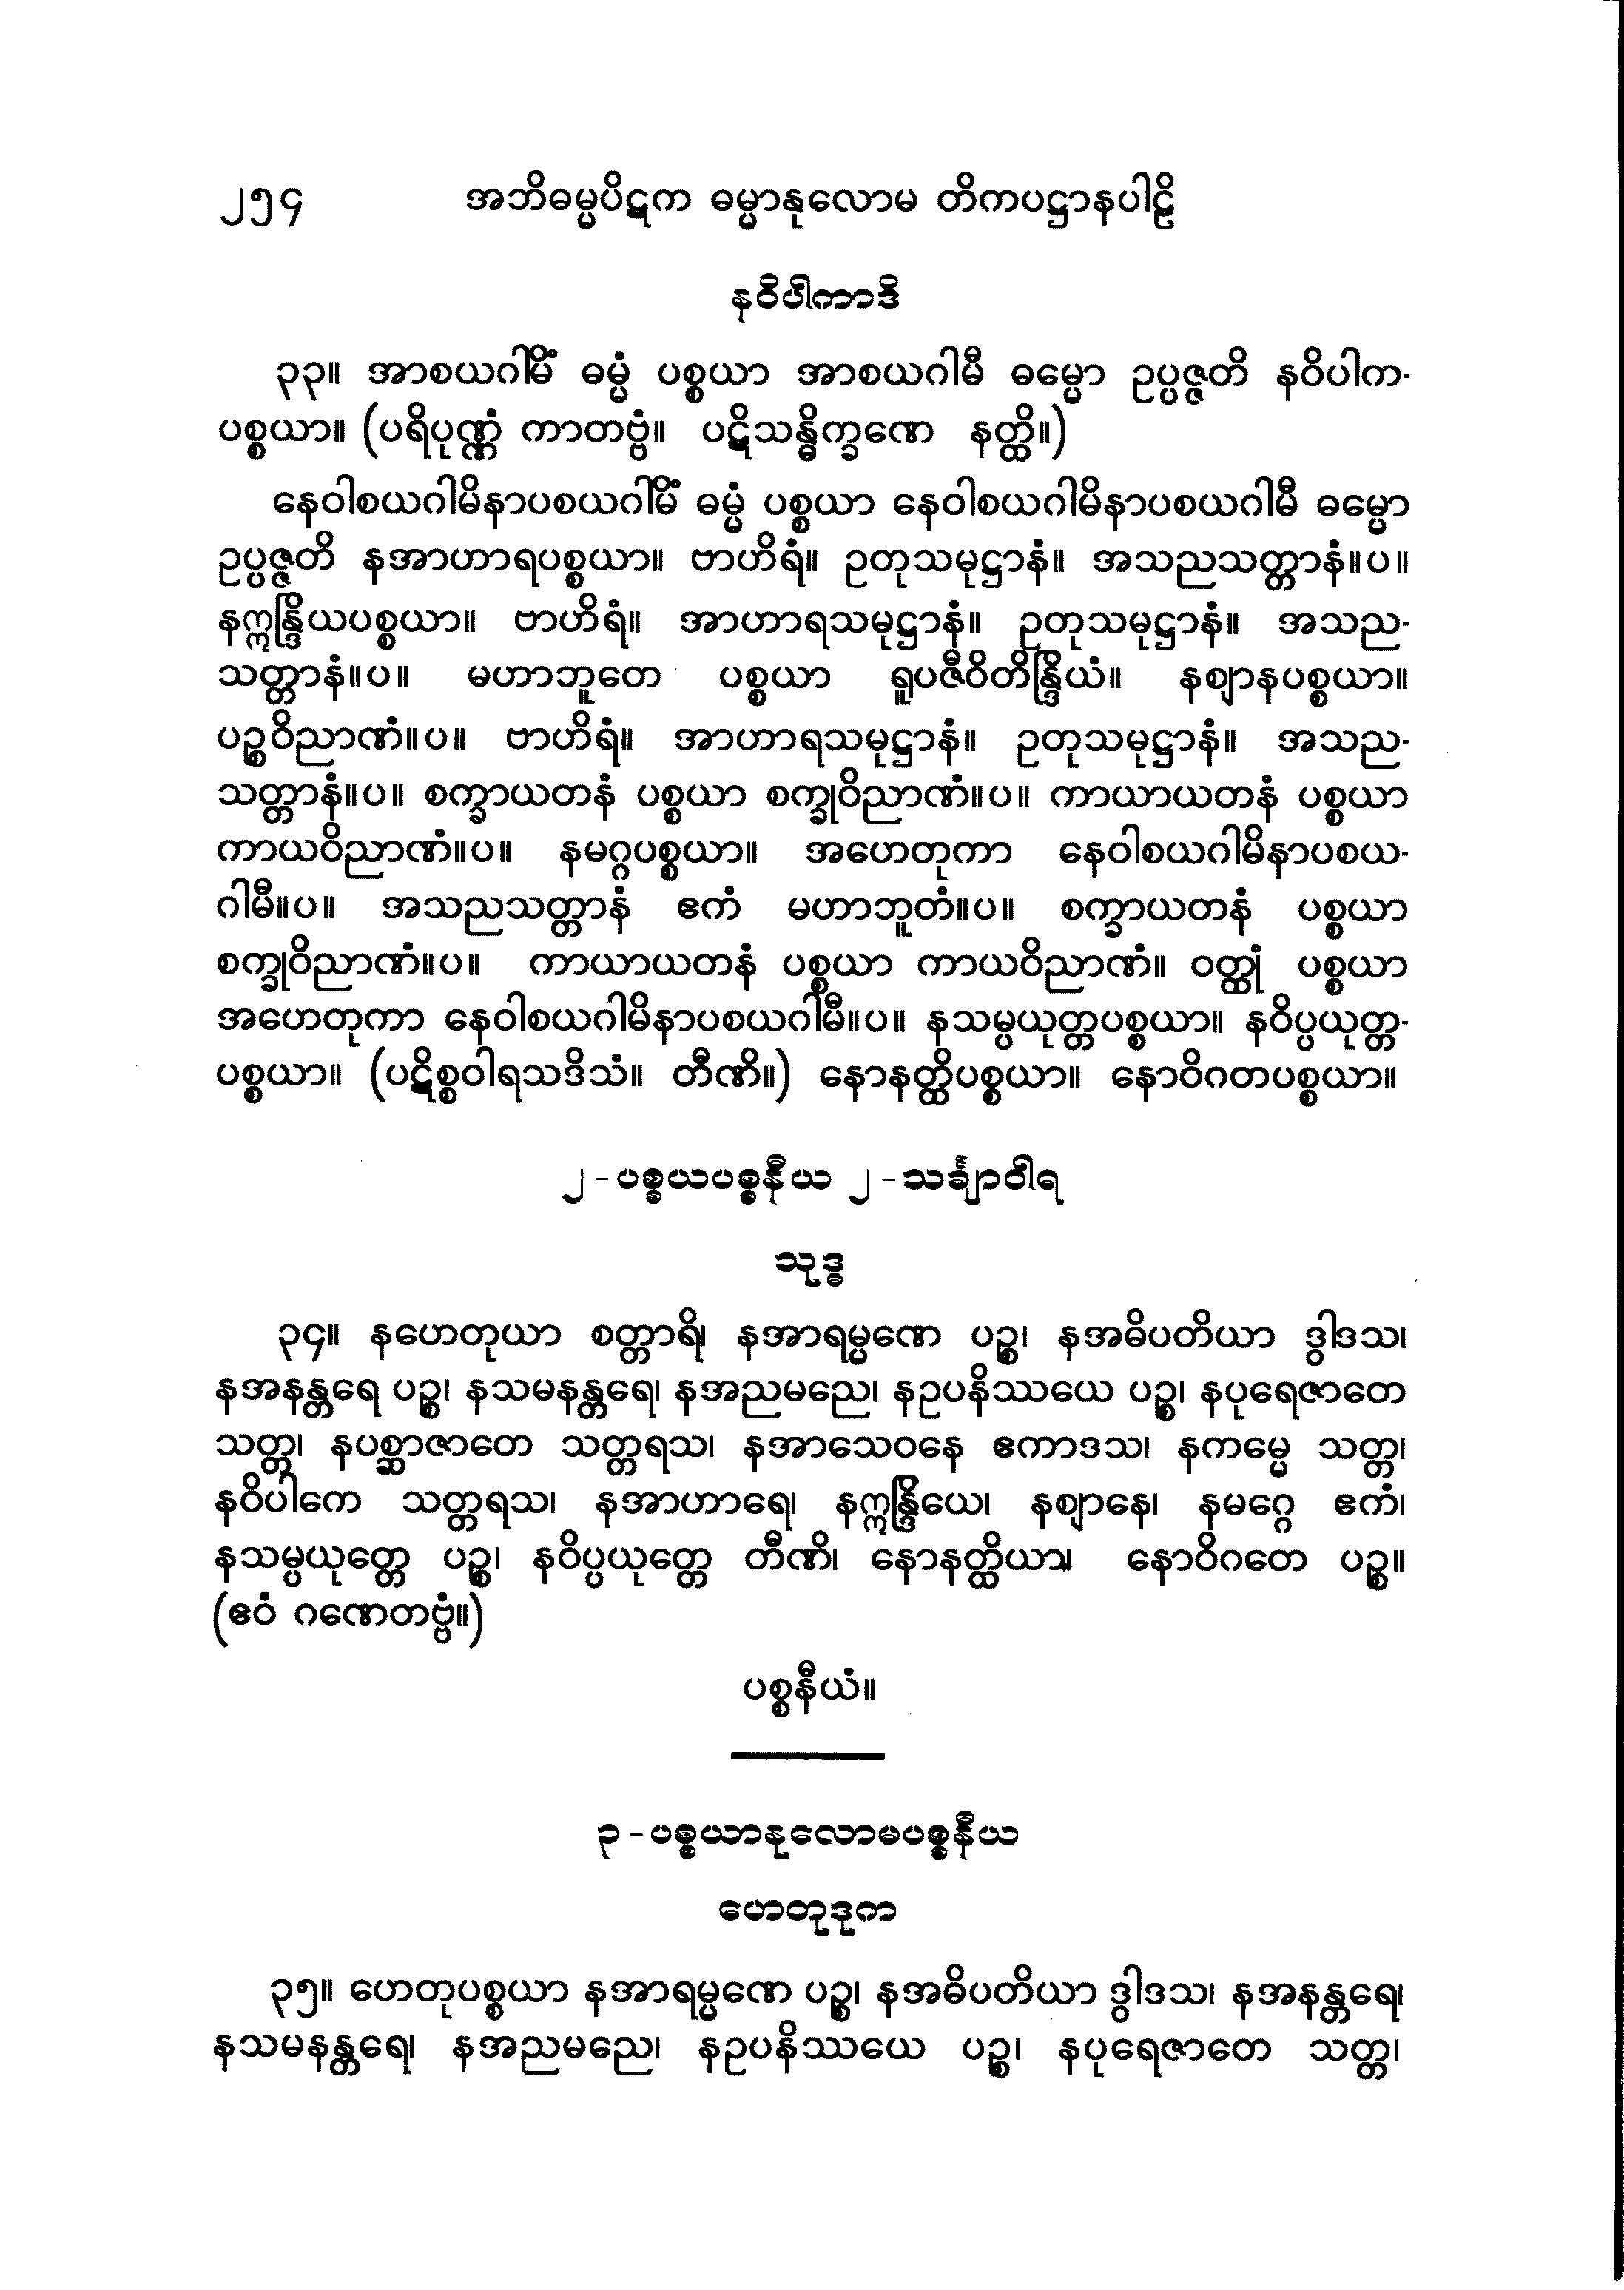 ၂၅၄ အဘိဓမ္မပိဋက ဓမ္မာနုလောမ တိကပဋ္ဌာနပါဠိ
နဝိပါကာဒိ
၃၃။ အာစယဂါမိံ ဓမ္မံ ပစ္စယာ အာစယဂါမီ ဓမ္မော ဥပ္ပဇ္ဇတိ နဝိပါက-
ပစ္စယာ။ (ပရိပုဏ္ဏံ ကာတဗ္ဗံ။ ပဋိသန္ဓိက္ခဏေ နတ္ထိ။)
နေဝါစယဂါမိနာပစယဂါမိံ ဓမ္မံ ပစ္စယာ နေဝါစယဂါမိနာပစယဂါမီ ဓမ္မော
ဥပ္ပဇ္ဇတိ နအာဟာရပစ္စယာ။ ဗာဟိရံ။ ဥတုသမုဋ္ဌာနံ။ အသညသတ္တာနံ။ပ။
နဣန္ဒြိယပစ္စယာ။ ဗာဟိရံ။ အာဟာရသမုဋ္ဌာနံ။ ဥတုသမုဋ္ဌာနံ။ အသည-
သတ္တာနံ။ပ။ မဟာဘူတေ ပစ္စယာ ရူပဇီဝိတိန္ဒြိယံ။ နဈာနပစ္စယာ။
ပဉ္စဝိညာဏံ။ပ။ ဗာဟိရံ။ အာဟာရသမုဋ္ဌာနံ။ ဥတုသမုဋ္ဌာနံ။ အသည-
သတ္တာနံ။ပ။ စက္ခာယတနံ ပစ္စယာ စက္ခုဝိညာဏံ။ပ။ ကာယာယတနံ ပစ္စယာ
ကာယဝိညာဏံ။ပ။ နမဂ္ဂပစ္စယာ။ အဟေတုကာ နေဝါစယဂါမိနာပစယ-
ဂါမီ။ပ။ အသညသတ္တာနံ ဧကံ မဟာဘူတံ။ပ။ စက္ခာယတနံ ပစ္စယာ
စက္ခုဝိညာဏံ။ပ။ ကာယာယတနံ ပစ္စယာ ကာယဝိညာဏံ။ ဝတ္ထုံ ပစ္စယာ
အဟေတုကာ နေဝါစယဂါမိနာပစယဂါမီ။ပ။ နသမ္ပယုတ္တပစ္စယာ။ နဝိပ္ပယုတ္တ-
ပစ္စယာ။ (ပဋိစ္စဝါရသဒိသံ။ တီဏိ။) နောနတ္ထိပစ္စယာ။ နောဝိဂတပစ္စယာ။
၂-ပစ္စယပစ္စနီယ ၂-သင်္ချာဝါရ
သုဒ္ဓ
၃၄။ နဟေတုယာ စတ္တာရိ၊ နအာရမ္မဏေ ပဉ္စ၊ နအဓိပတိယာ ဒွါဒသ၊
နအနန္တရေ ပဉ္စ၊ နသမနန္တရေ၊ နအညမညေ၊ နဥပနိဿယေ ပဉ္စ၊ နပုရေဇာတေ
သတ္တ၊ နပစ္ဆာဇာတေ သတ္တရသ၊ နအာသေဝနေ ဧကာဒသ၊ နကမ္မေ သတ္တ၊
နဝိပါကေ သတ္တရသ၊ နအာဟာရေ၊ နဣန္ဒြိယေ၊ နဈာနေ၊ နမဂ္ဂေ ဧကံ၊
နသမ္ပယုတ္တေ ပဉ္စ၊ နဝိပ္ပယုတ္တေ တီဏိ၊ နောနတ္ထိယာ၊ နောဝိဂတေ ပဉ္စ။
(ဧဝံ ဂဏေတဗ္ဗံ။)
ပစ္စနီယံ။
၃-ပစ္စယာနုလောမပစ္စနီယ
ဟေတုဒုက
၃၅။ ဟေတုပစ္စယာ နအာရမ္မဏေ ပဉ္စ၊ နအဓိပတိယာ ဒွါဒသ၊ နအနန္တရေ၊
နသမနန္တရေ၊ နအညမညေ၊ နဥပနိဿယေ ပဉ္စ၊ နပုရေဇာတေ သတ္တ၊